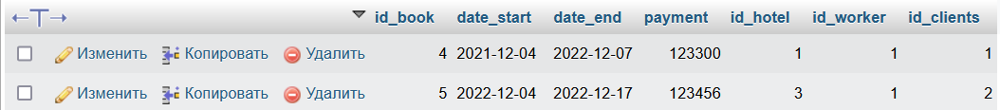 ←T→ id_book date_start date_end payment id_hotel id_worker id_clients
Изменить Копировать Удалить 4 2021-12-04 2022-12-07 123300 1 1 1
Изменить Копировать Удалить 5 2022-12-04 2022-12-17 123456 3 1 2